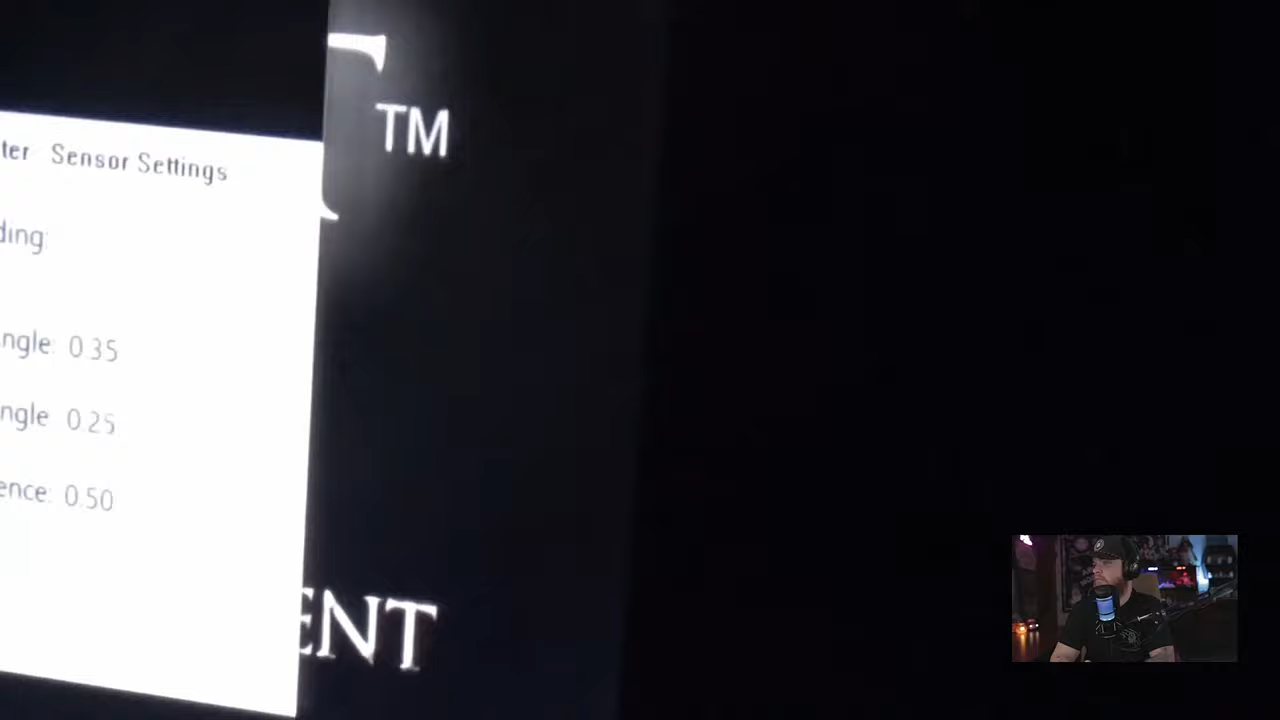 ter Sensor Settings
ding:
ngle: 0.35
ngle 0.25
ence: 0.50
TM
ENT